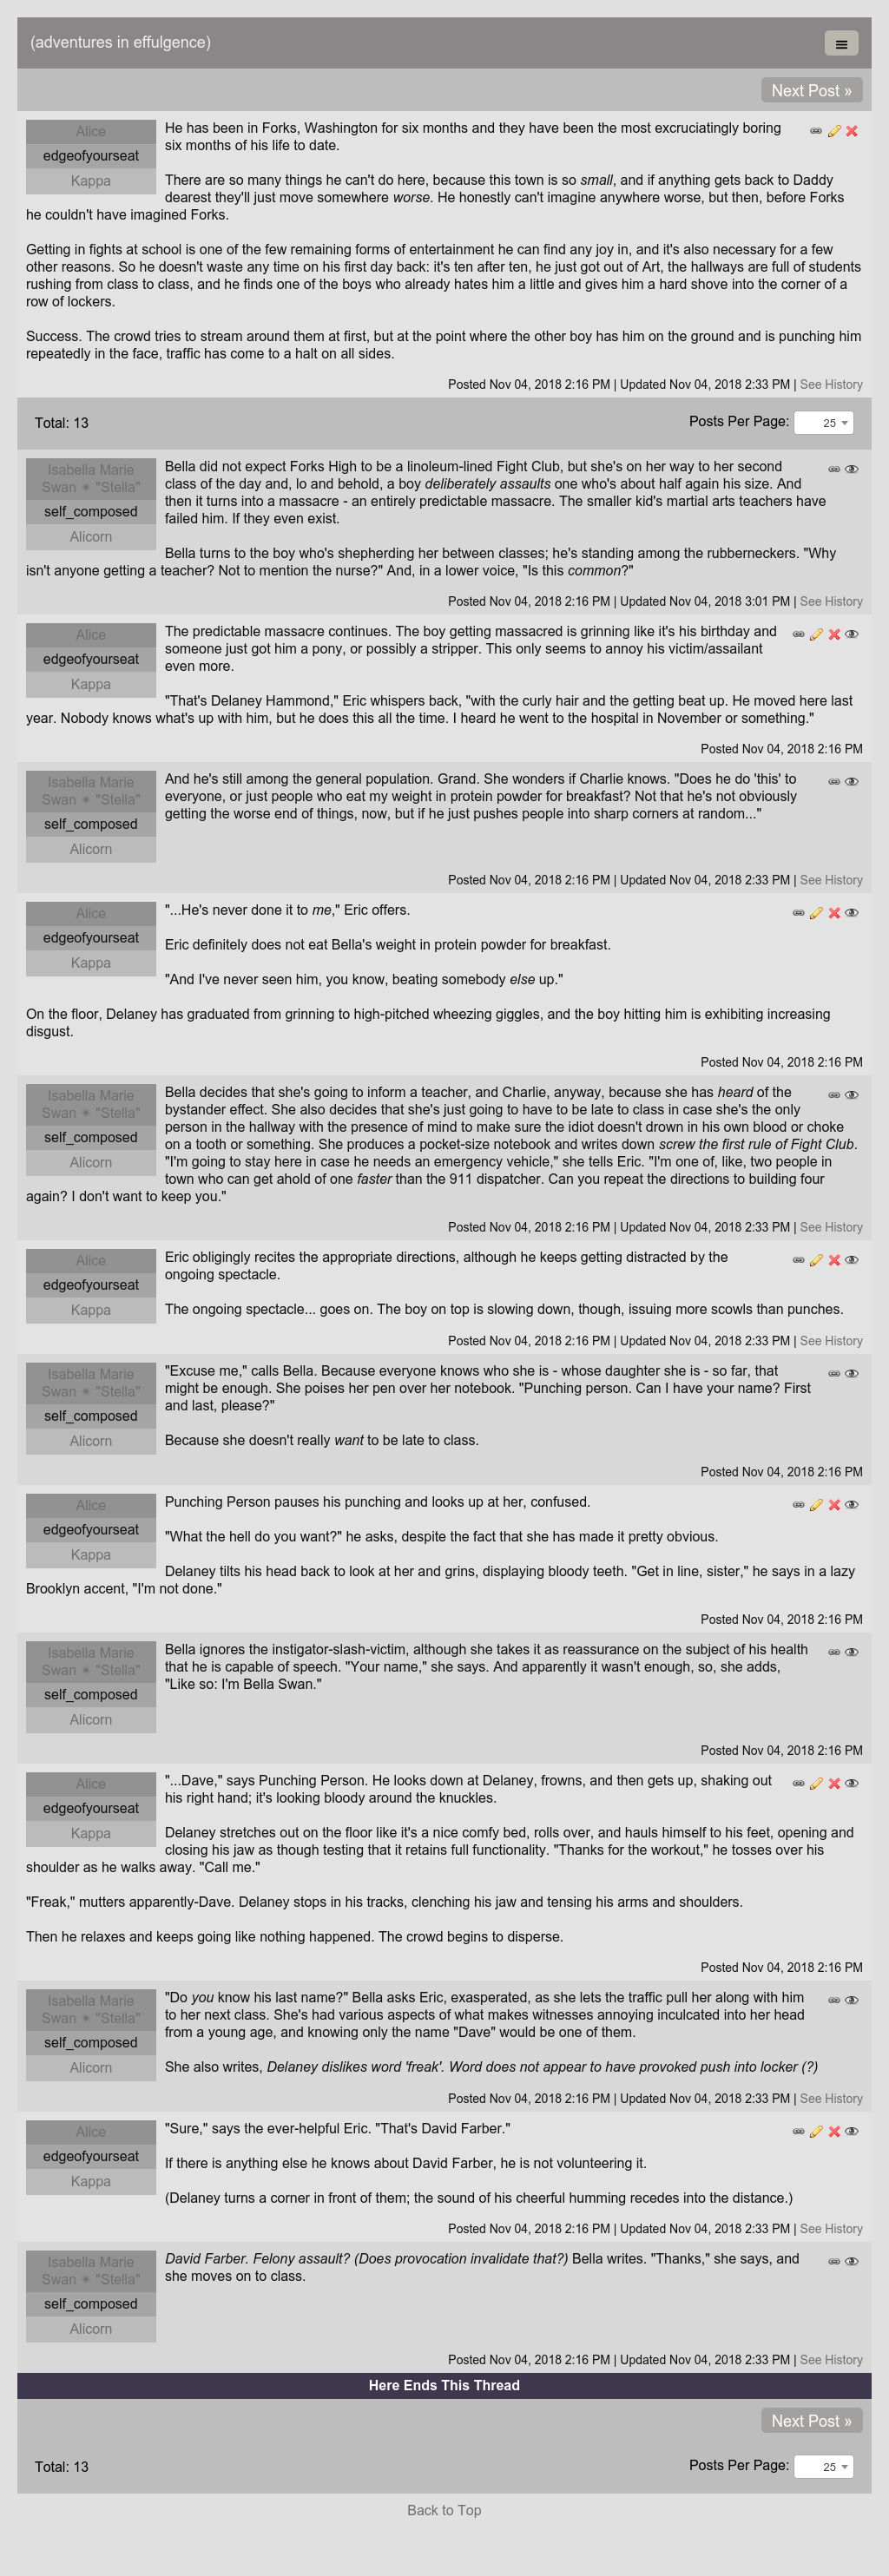 (adventures in effulgence)
Next Post »
Alice
edgeofyourseat
Kappa
He has been in Forks, Washington for six months and they have been the most excruciatingly boring
six months of his life to date.
There are so many things he can't do here, because this town is so small, and if anything gets back to Daddy
dearest they'll just move somewhere worse. He honestly can't imagine anywhere worse, but then, before Forks
he couldn't have imagined Forks.
Getting in fights at school is one of the few remaining forms of entertainment he can find any joy in, and it's also necessary for a few
other reasons. So he doesn't waste any time on his first day back: it's ten after ten, he just got out of Art, the hallways are full of students
rushing from class to class, and he finds one of the boys who already hates him a little and gives him a hard shove into the corner of a
row of lockers.
Success. The crowd tries to stream around them at first, but at the point where the other boy has him on the ground and is punching him
repeatedly in the face, traffic has come to a halt on all sides.
Posted Nov 04, 2018 2:16 PM | Updated Nov 04, 2018 2:33 PM | See History
Total: 13
Posts Per Page: 25
Isabella Marie
Swan ✴ "Stella"
self_composed
Alicorn
Bella did not expect Forks High to be a linoleum-lined Fight Club, but she's on her way to her second
class of the day and, lo and behold, a boy deliberately assaults one who's about half again his size. And
then it turns into a massacre - an entirely predictable massacre. The smaller kid's martial arts teachers have
failed him. If they even exist.
Bella turns to the boy who's shepherding her between classes; he's standing among the rubberneckers. "Why
isn't anyone getting a teacher? Not to mention the nurse?" And, in a lower voice, "Is this common?"
Posted Nov 04, 2018 2:16 PM | Updated Nov 04, 2018 3:01 PM | See History
Alice
edgeofyourseat
Kappa
The predictable massacre continues. The boy getting massacred is grinning like it's his birthday and
someone just got him a pony, or possibly a stripper. This only seems to annoy his victim/assailant
even more.
"That's Delaney Hammond," Eric whispers back, "with the curly hair and the getting beat up. He moved here last
year. Nobody knows what's up with him, but he does this all the time. I heard he went to the hospital in November or something."
Posted Nov 04, 2018 2:16 PM
Isabella Marie
Swan ✴ "Stella"
self_composed
Alicorn
And he's still among the general population. Grand. She wonders if Charlie knows. "Does he do 'this' to
everyone, or just people who eat my weight in protein powder for breakfast? Not that he's not obviously
getting the worse end of things, now, but if he just pushes people into sharp corners at random..."
Posted Nov 04, 2018 2:16 PM | Updated Nov 04, 2018 2:33 PM | See History
Alice
edgeofyourseat
Kappa
"...He's never done it to me," Eric offers.
Eric definitely does not eat Bella's weight in protein powder for breakfast.
"And I've never seen him, you know, beating somebody else up."
On the floor, Delaney has graduated from grinning to high-pitched wheezing giggles, and the boy hitting him is exhibiting increasing
disgust.
Posted Nov 04, 2018 2:16 PM
Isabella Marie
Swan ✴ "Stella"
self_composed
Alicorn
Bella decides that she's going to inform a teacher, and Charlie, anyway, because she has heard of the
bystander effect. She also decides that she's just going to have to be late to class in case she's the only
person in the hallway with the presence of mind to make sure the idiot doesn't drown in his own blood or choke
on a tooth or something. She produces a pocket-size notebook and writes down screw the first rule of Fight Club.
"I'm going to stay here in case he needs an emergency vehicle," she tells Eric. "I'm one of, like, two people in
town who can get ahold of one faster than the 911 dispatcher. Can you repeat the directions to building four
again? I don't want to keep you."
Posted Nov 04, 2018 2:16 PM | Updated Nov 04, 2018 2:33 PM | See History
Alice
edgeofyourseat
Kappa
Eric obligingly recites the appropriate directions, although he keeps getting distracted by the
ongoing spectacle.
The ongoing spectacle... goes on. The boy on top is slowing down, though, issuing more scowls than punches.
Posted Nov 04, 2018 2:16 PM | Updated Nov 04, 2018 2:33 PM | See History
Isabella Marie
Swan ✴ "Stella"
self_composed
Alicorn
"Excuse me," calls Bella. Because everyone knows who she is - whose daughter she is - so far, that
might be enough. She poises her pen over her notebook. "Punching person. Can I have your name? First
and last, please?"
Because she doesn't really want to be late to class.
Posted Nov 04, 2018 2:16 PM
Alice
edgeofyourseat
Kappa
Punching Person pauses his punching and looks up at her, confused.
"What the hell do you want?" he asks, despite the fact that she has made it pretty obvious.
Delaney tilts his head back to look at her and grins, displaying bloody teeth. "Get in line, sister," he says in a lazy
Brooklyn accent, "I'm not done."
Posted Nov 04, 2018 2:16 PM
Isabella Marie
Swan ✴ "Stella"
self_composed
Alicorn
Bella ignores the instigator-slash-victim, although she takes it as reassurance on the subject of his health
that he is capable of speech. "Your name," she says. And apparently it wasn't enough, so, she adds,
"Like so: I'm Bella Swan."
Posted Nov 04, 2018 2:16 PM
Alice
edgeofyourseat
Kappa
"...Dave," says Punching Person. He looks down at Delaney, frowns, and then gets up, shaking out
his right hand; it's looking bloody around the knuckles.
Delaney stretches out on the floor like it's a nice comfy bed, rolls over, and hauls himself to his feet, opening and
closing his jaw as though testing that it retains full functionality. "Thanks for the workout," he tosses over his
shoulder as he walks away. "Call me."
"Freak," mutters apparently-Dave. Delaney stops in his tracks, clenching his jaw and tensing his arms and shoulders.
Then he relaxes and keeps going like nothing happened. The crowd begins to disperse.
Posted Nov 04, 2018 2:16 PM
Isabella Marie
Swan ✴ "Stella"
self_composed
Alicorn
"Do you know his last name?" Bella asks Eric, exasperated, as she lets the traffic pull her along with him
to her next class. She's had various aspects of what makes witnesses annoying inculcated into her head
from a young age, and knowing only the name "Dave" would be one of them.
She also writes, Delaney dislikes word 'freak'. Word does not appear to have provoked push into locker (?)
Posted Nov 04, 2018 2:16 PM | Updated Nov 04, 2018 2:33 PM | See History
Alice
edgeofyourseat
Kappa
"Sure," says the ever-helpful Eric. "That's David Farber."
If there is anything else he knows about David Farber, he is not volunteering it.
(Delaney turns a corner in front of them; the sound of his cheerful humming recedes into the distance.)
Posted Nov 04, 2018 2:16 PM | Updated Nov 04, 2018 2:33 PM | See History
Isabella Marie
Swan ✴ "Stella"
self_composed
Alicorn
David Farber. Felony assault? (Does provocation invalidate that?) Bella writes. "Thanks," she says, and
she moves on to class.
Posted Nov 04, 2018 2:16 PM | Updated Nov 04, 2018 2:33 PM | See History
Here Ends This Thread
Next Post »
Total: 13
Posts Per Page: 25
Back to Top